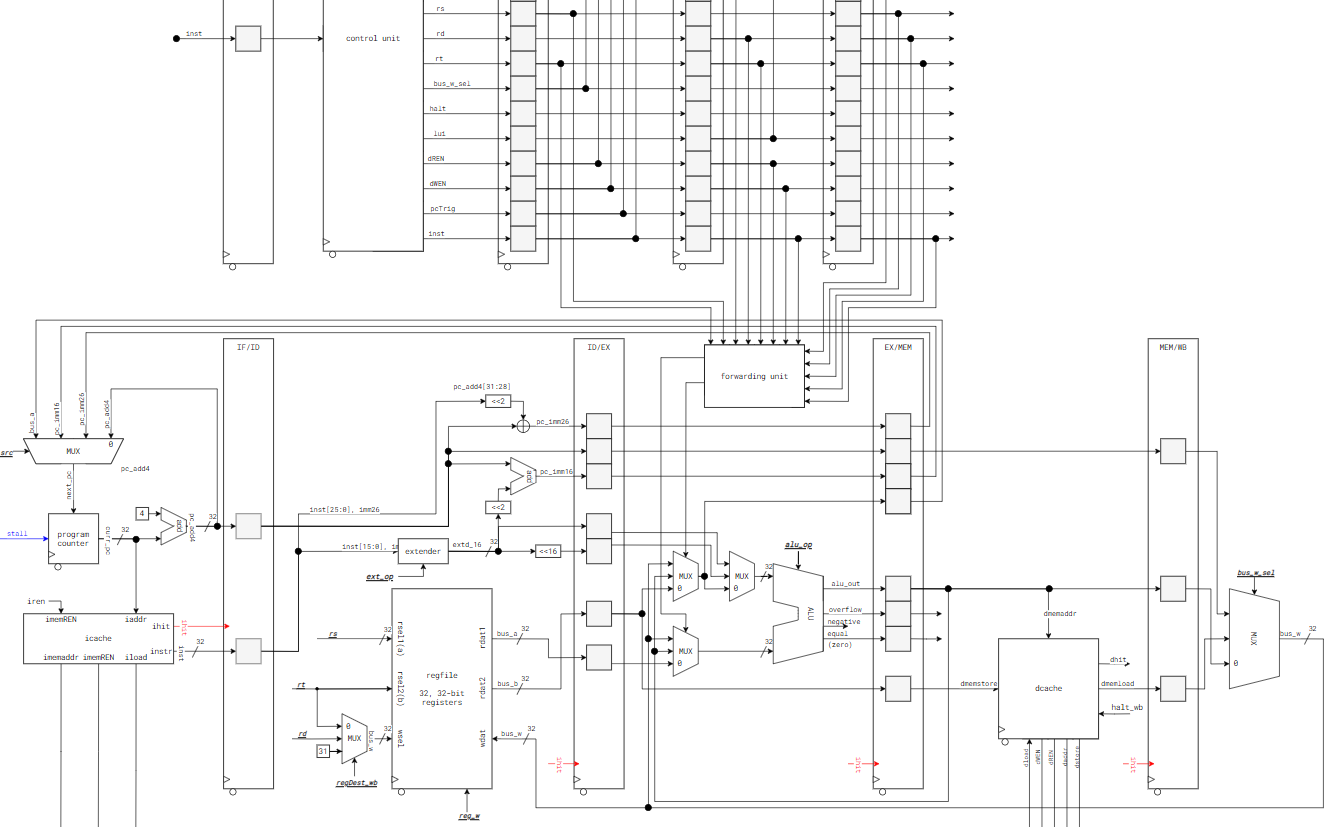 rs
inst
control unit
rd
rt
bus_w_sel
halt
lui
dREN
dWEN
pcTrig
inst
IF/ID
ID/EX
EX/MEM
MEM/WB
forwarding unit
pc_add4[31:28]
<<2
pc_imm26
bus_a
pc_imm16
pc_imm26
pc_add4
0
MUX
src
pc_add4
next_pc
add
pc_imm16
<<2
inst[25:0], imm26
4
add
pc_add4
32
stall
program
counter
curr_pc
32
inst[15:0], i
extender
extd_16
32
<<16
ext_op
alu_op
MUX
0
MUX
0
32
ALU
alu_out
overflow
negative
equal
(zero)
32
MUX
0
bus_w_sel
MUX
0
bus_w
32
dmemaddr
iren
imemREN
iaddr
ihit
ihit
icache
instr
inst
32
imemaddr
imemREN
iload
rs
rsel1(a)
rdat1
bus_a
32
regfile
32, 32-bit
registers
rt
rsel2(b)
rdat2
bus_b
32
rd
0
MUX
31
bus_w
32
wsel
wdat
bus_w
32
regDest_wb
reg_w
ihit
ihit
ihit
dmemstore
dcache
dhit
dmemload
halt_wb
dload
dWEN
dREN
daddr
dstore